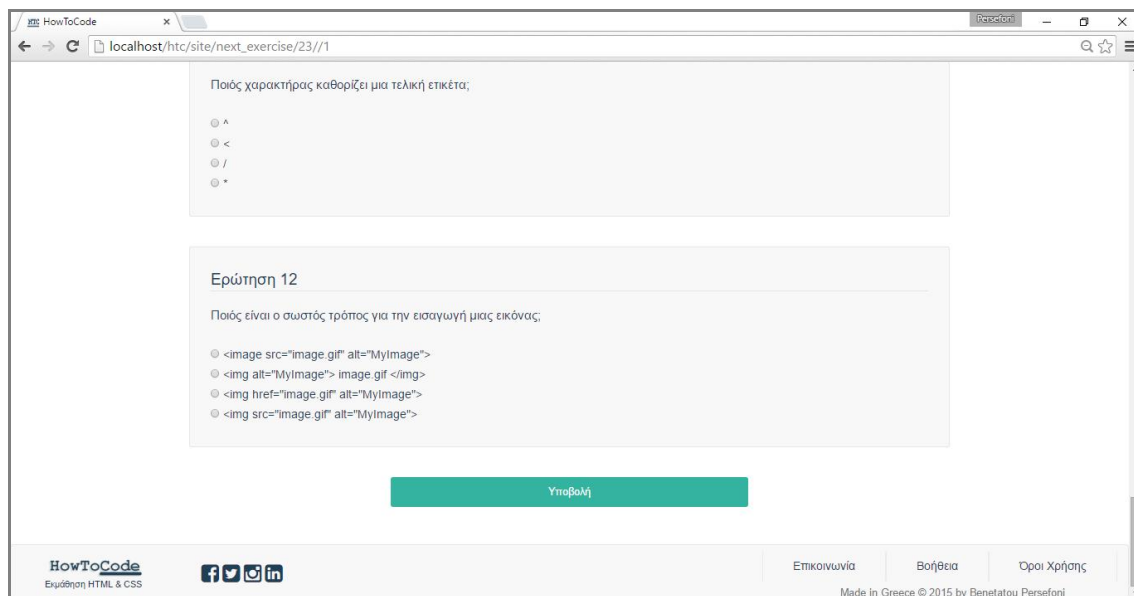 HTC HowToCode
Persefoni
localhost/htc/site/next_exercise/23//1
Ποιός χαρακτήρας καθορίζει μια τελική ετικέτα;
^
<
/
*
Ερώτηση 12
Ποιός είναι ο σωστός τρόπος για την εισαγωγή μιας εικόνας;
<image src="image.gif" alt="MyImage">
<img alt="MyImage"> image.gif </img>
<img href="image.gif" alt="MyImage">
<img src="image.gif" alt="MyImage">
Υποβολή
HowToCode
Εκμάθηση HTML & CSS
Επικοινωνία Βοήθεια Όροι Χρήσης
Made in Greece © 2015 by Benetatou Persefoni